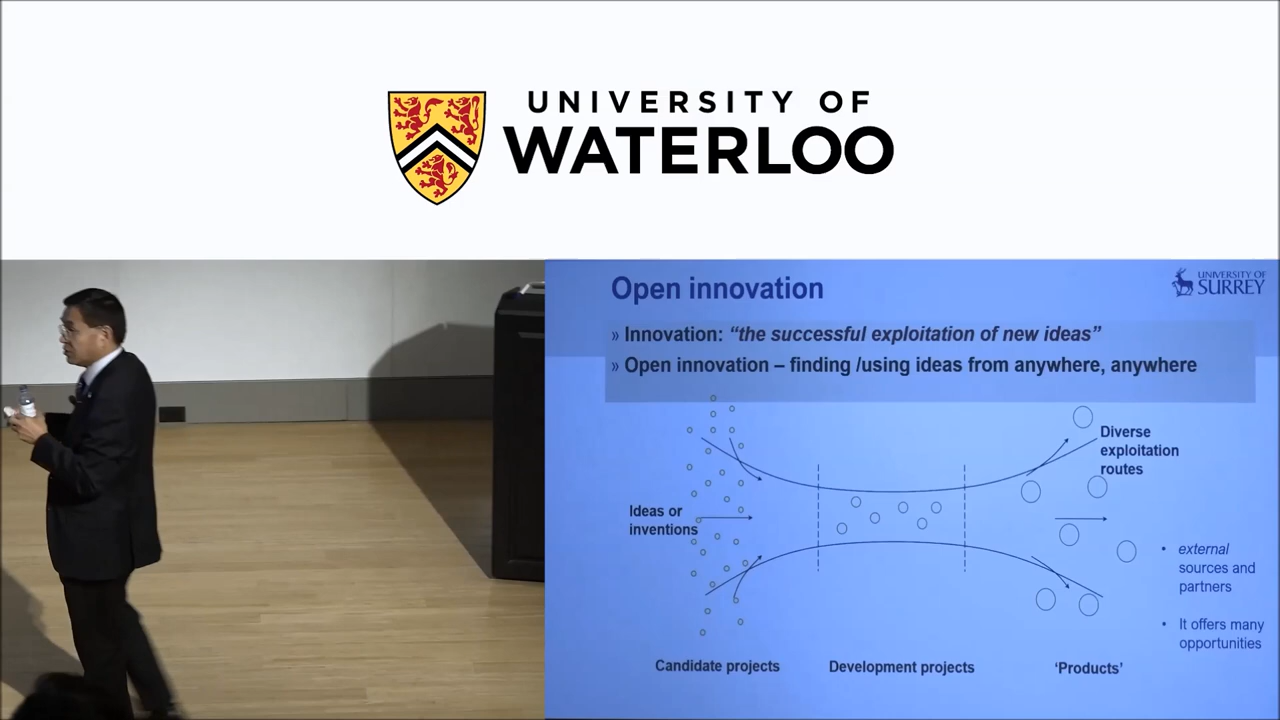 UNIVERSITY OF
WATERLOO
Open innovation
UNIVERSITY OF
SURREY
» Innovation: “the successful exploitation of new ideas”
» Open innovation – finding /using ideas from anywhere, anywhere
Diverse
exploitation
routes
Ideas or
inventions
• external
sources and
partners
• It offers many
opportunities
Candidate projects
Development projects
‘Products’